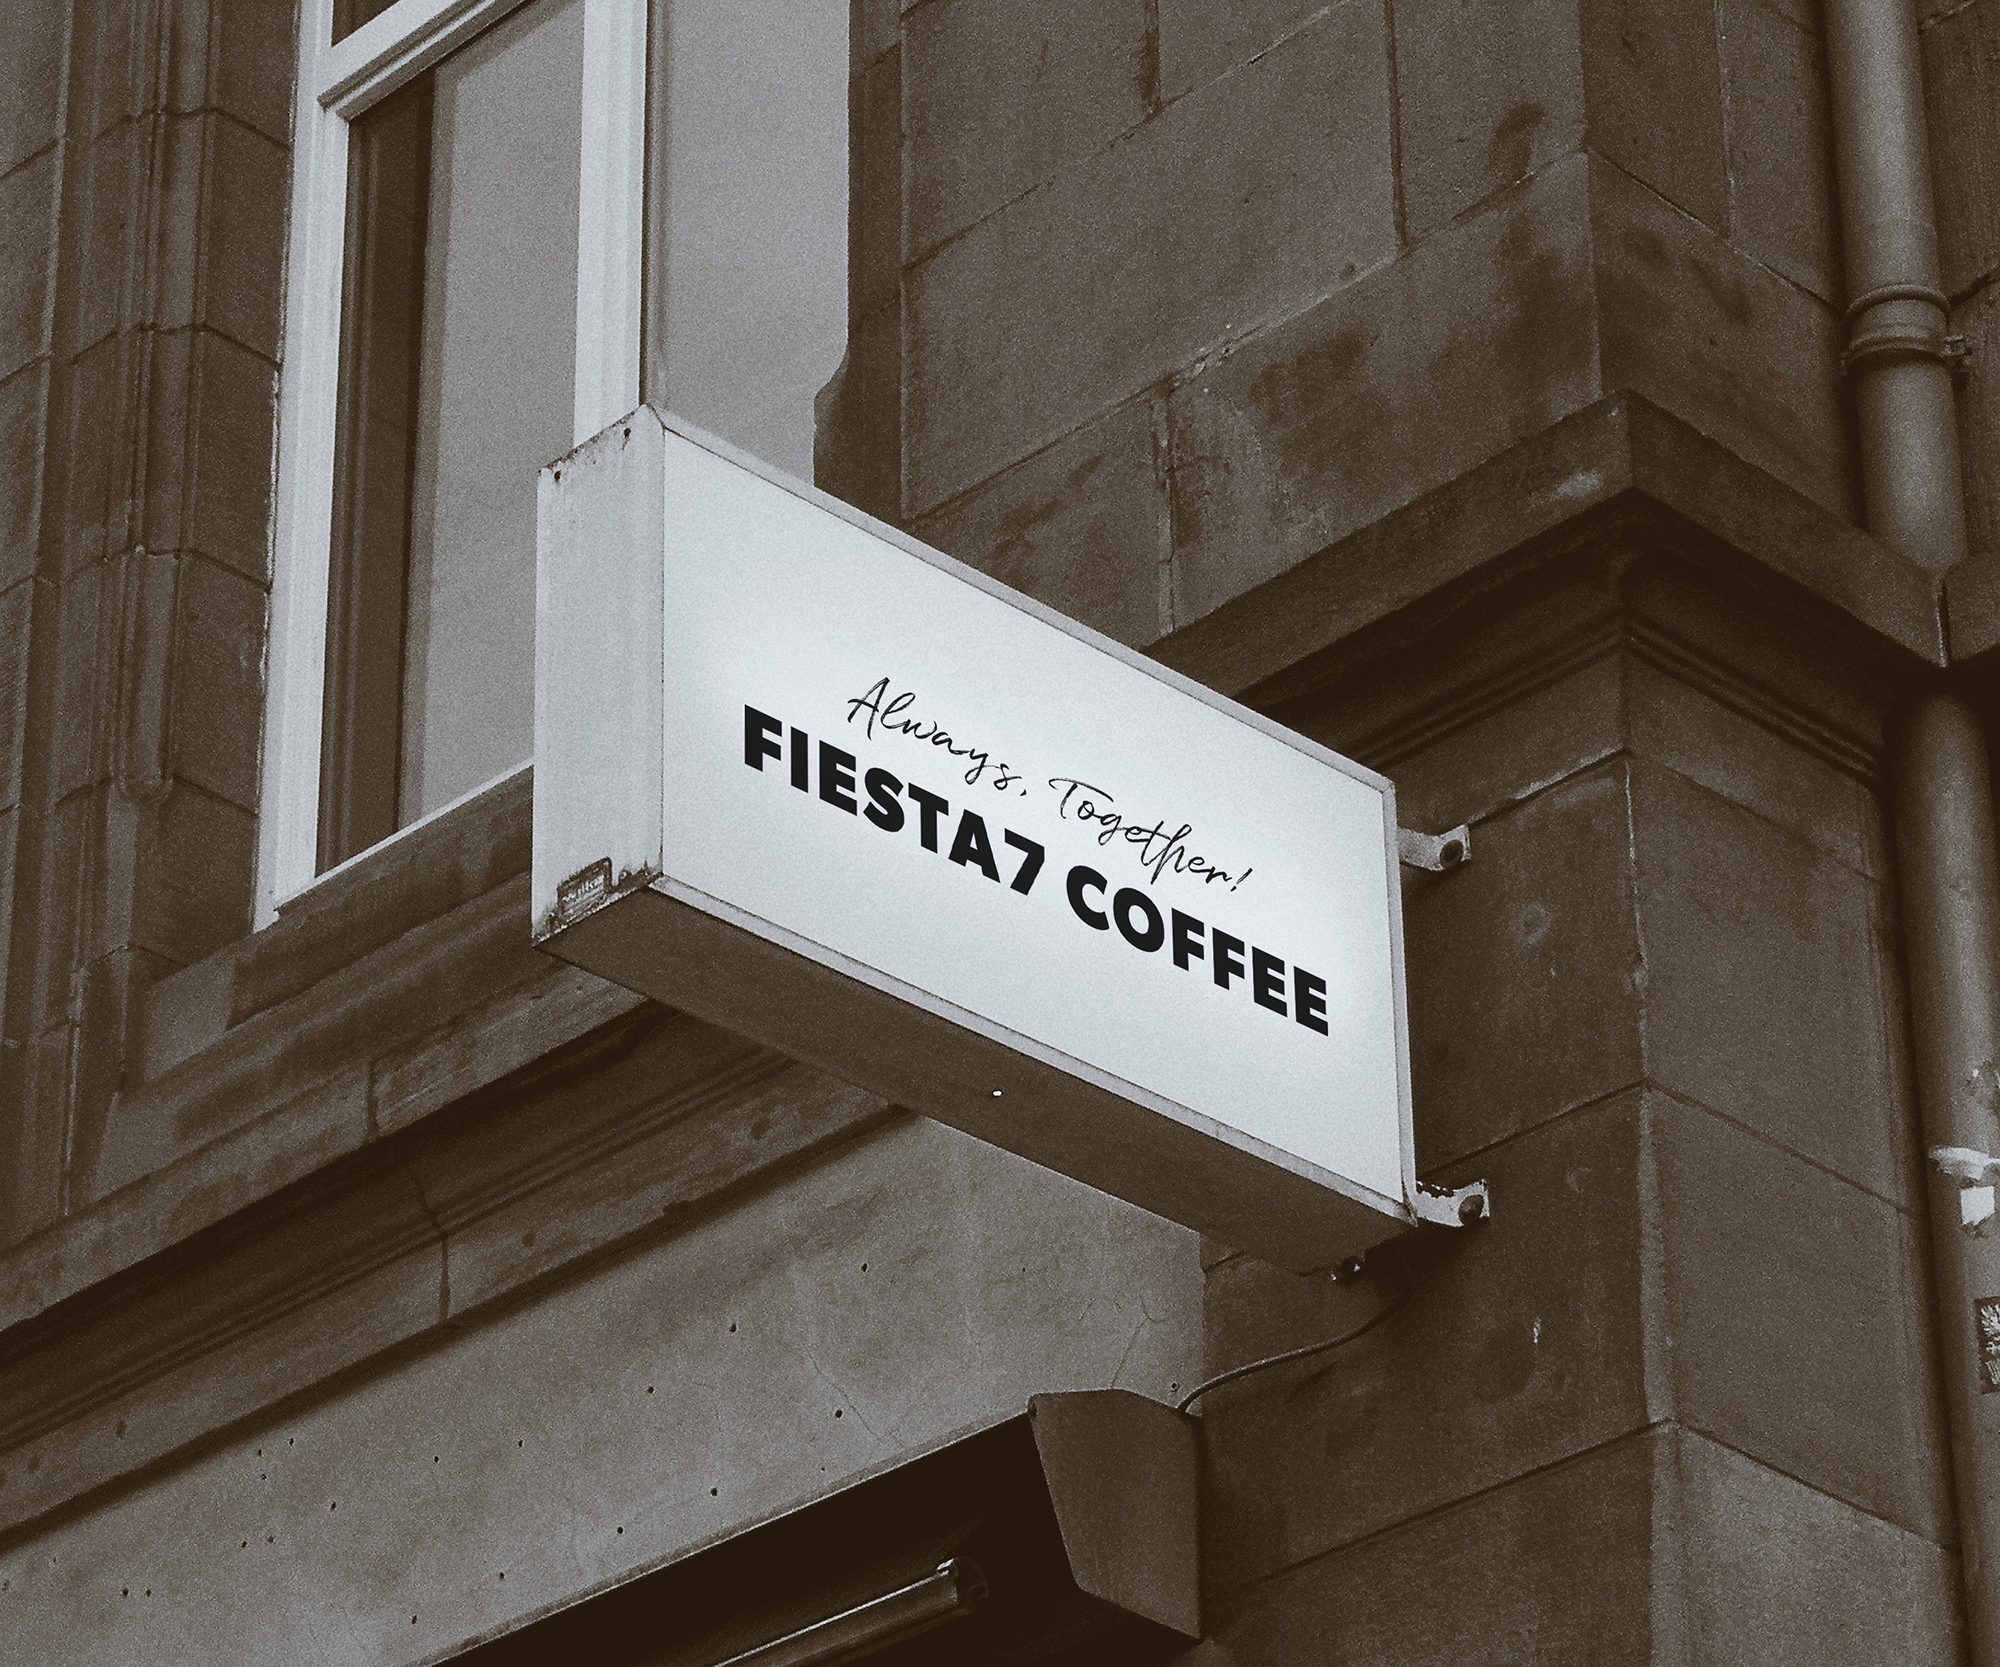 Always, Together!
FIESTA7 COFFEE